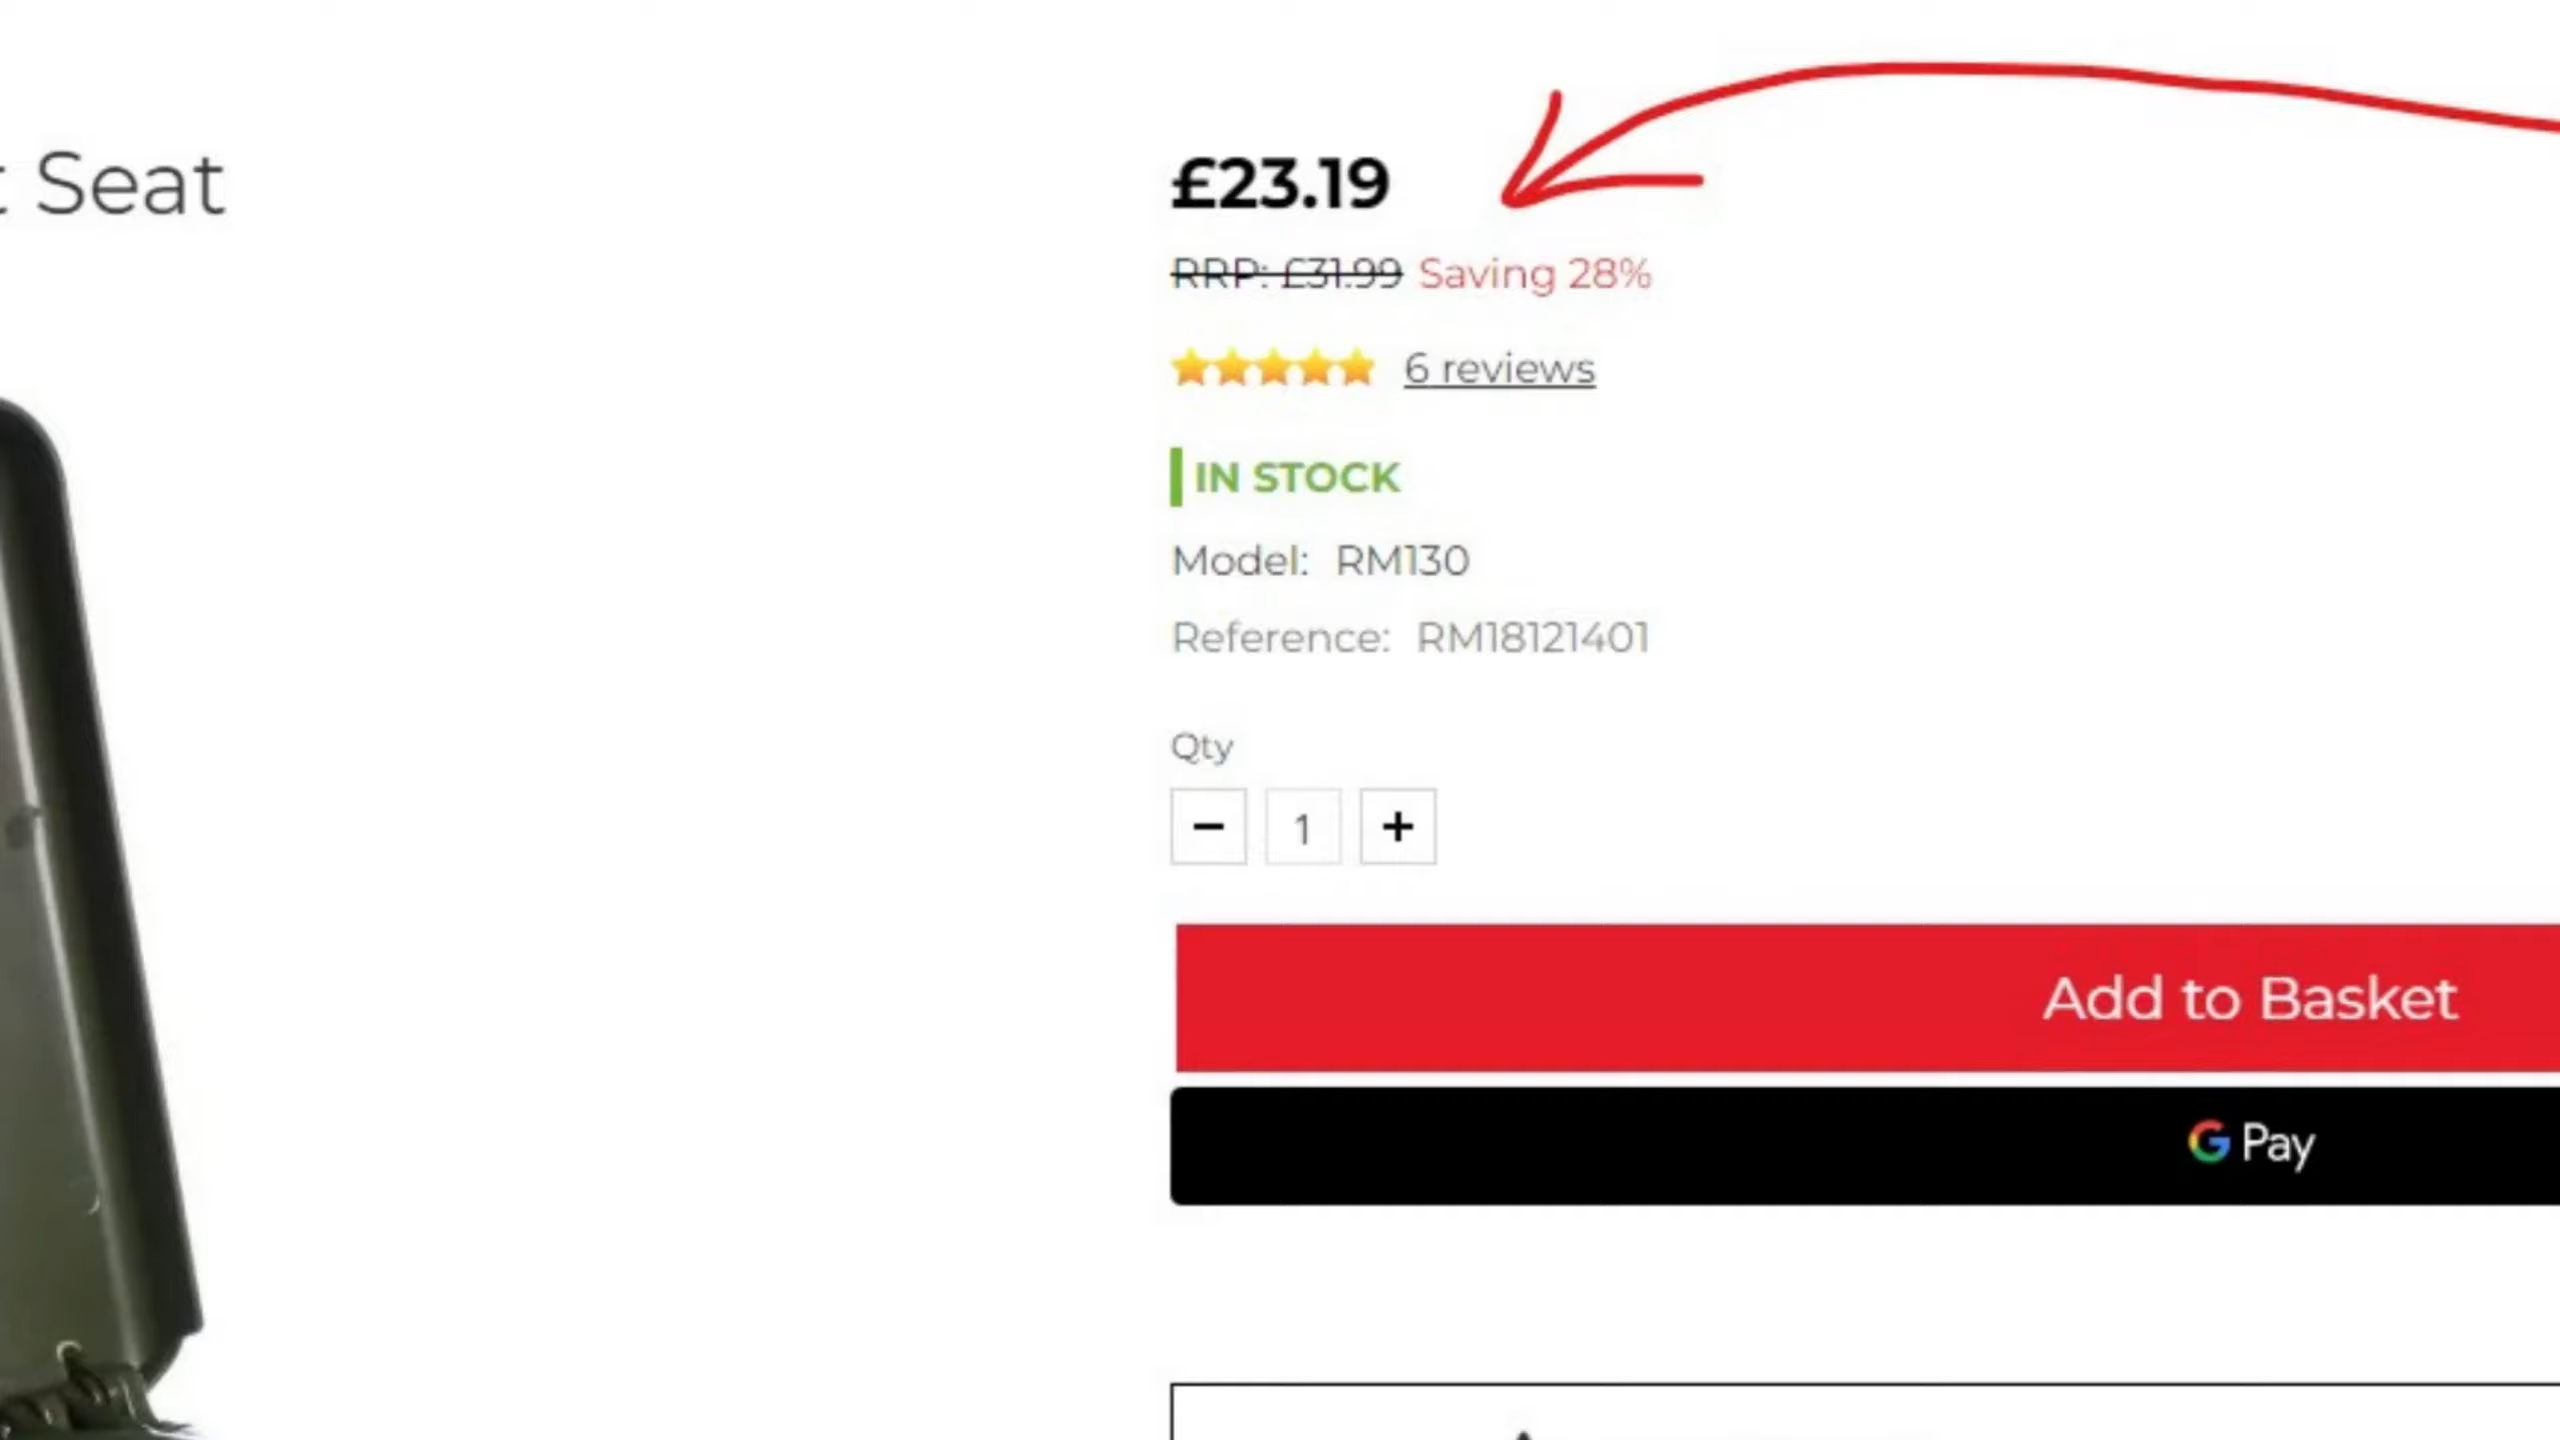 Seat
£23.19
RRP: £31.99 Saving 28%
6 reviews
IN STOCK
Model: RM130
Reference: RM18121401
Qty
− 1 +
Add to Basket
G Pay